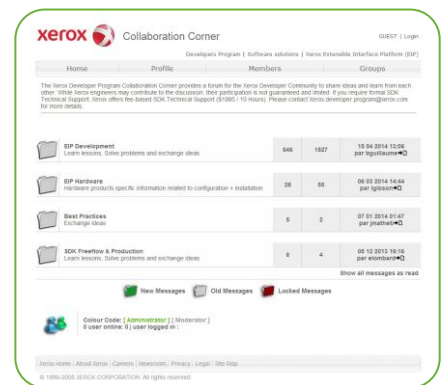 xerox Collaboration Corner
GUEST | Login
Developers Program | Software solutions | Xerox Extensible Interface Platform (EIP)
Home Profile Members Groups
The Xerox Developer Program Collaboration Corner provides a forum for the Xerox Developer Community to share ideas and learn from each
other. While Xerox engineers may contribute to the discussion, their participation is not guaranteed and limited. If you require formal SDK
Technical Support, Xerox offers fee-based SDK Technical Support ($1995 / 10 Hours). Please contact Xerox.developer.program@xerox.com
for more details.
EIP Development
Learn lessons, Solve problems and exchange ideas
646 1827
15 04 2014 13:06
par bguillaume
EIP Hardware
Hardware products specific information related to configuration + installation
28 55
06 03 2014 14:44
par lgibson
Best Practices
Exchange ideas
5 2
07 01 2014 01:47
par jmatheti
SDK Freeflow & Production
Learn lessons, Solve problems and exchange ideas
6 4
05 12 2013 16:16
par elombard
Show all messages as read
New Messages Old Messages Locked Messages
Colour Code: [ Administrator ] [ Moderator ]
0 user online: 0 | user logged in :
Xerox Home | About Xerox | Careers | Newsroom | Privacy | Legal | Site Map
© 1996-2008 XEROX CORPORATION. All rights reserved.